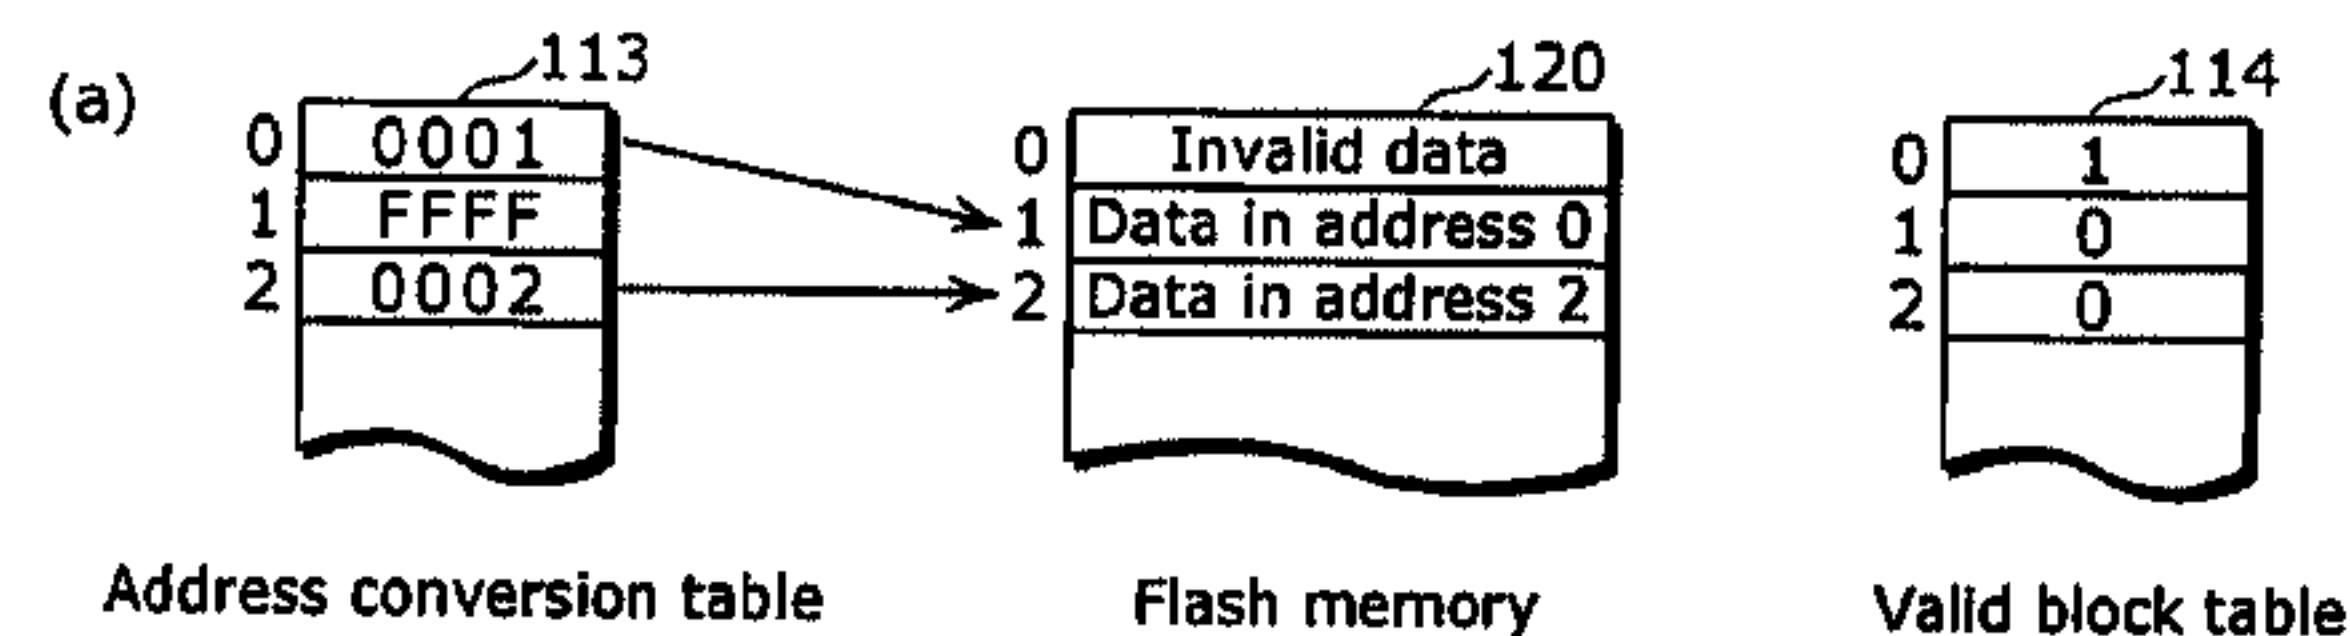 (a)
113
120
114
0 0001
1 FFFF
2 0002
0 Invalid data
1 Data in address 0
2 Data in address 2
0 1
1 0
2 0
Address conversion table
Flash memory
Valid block table